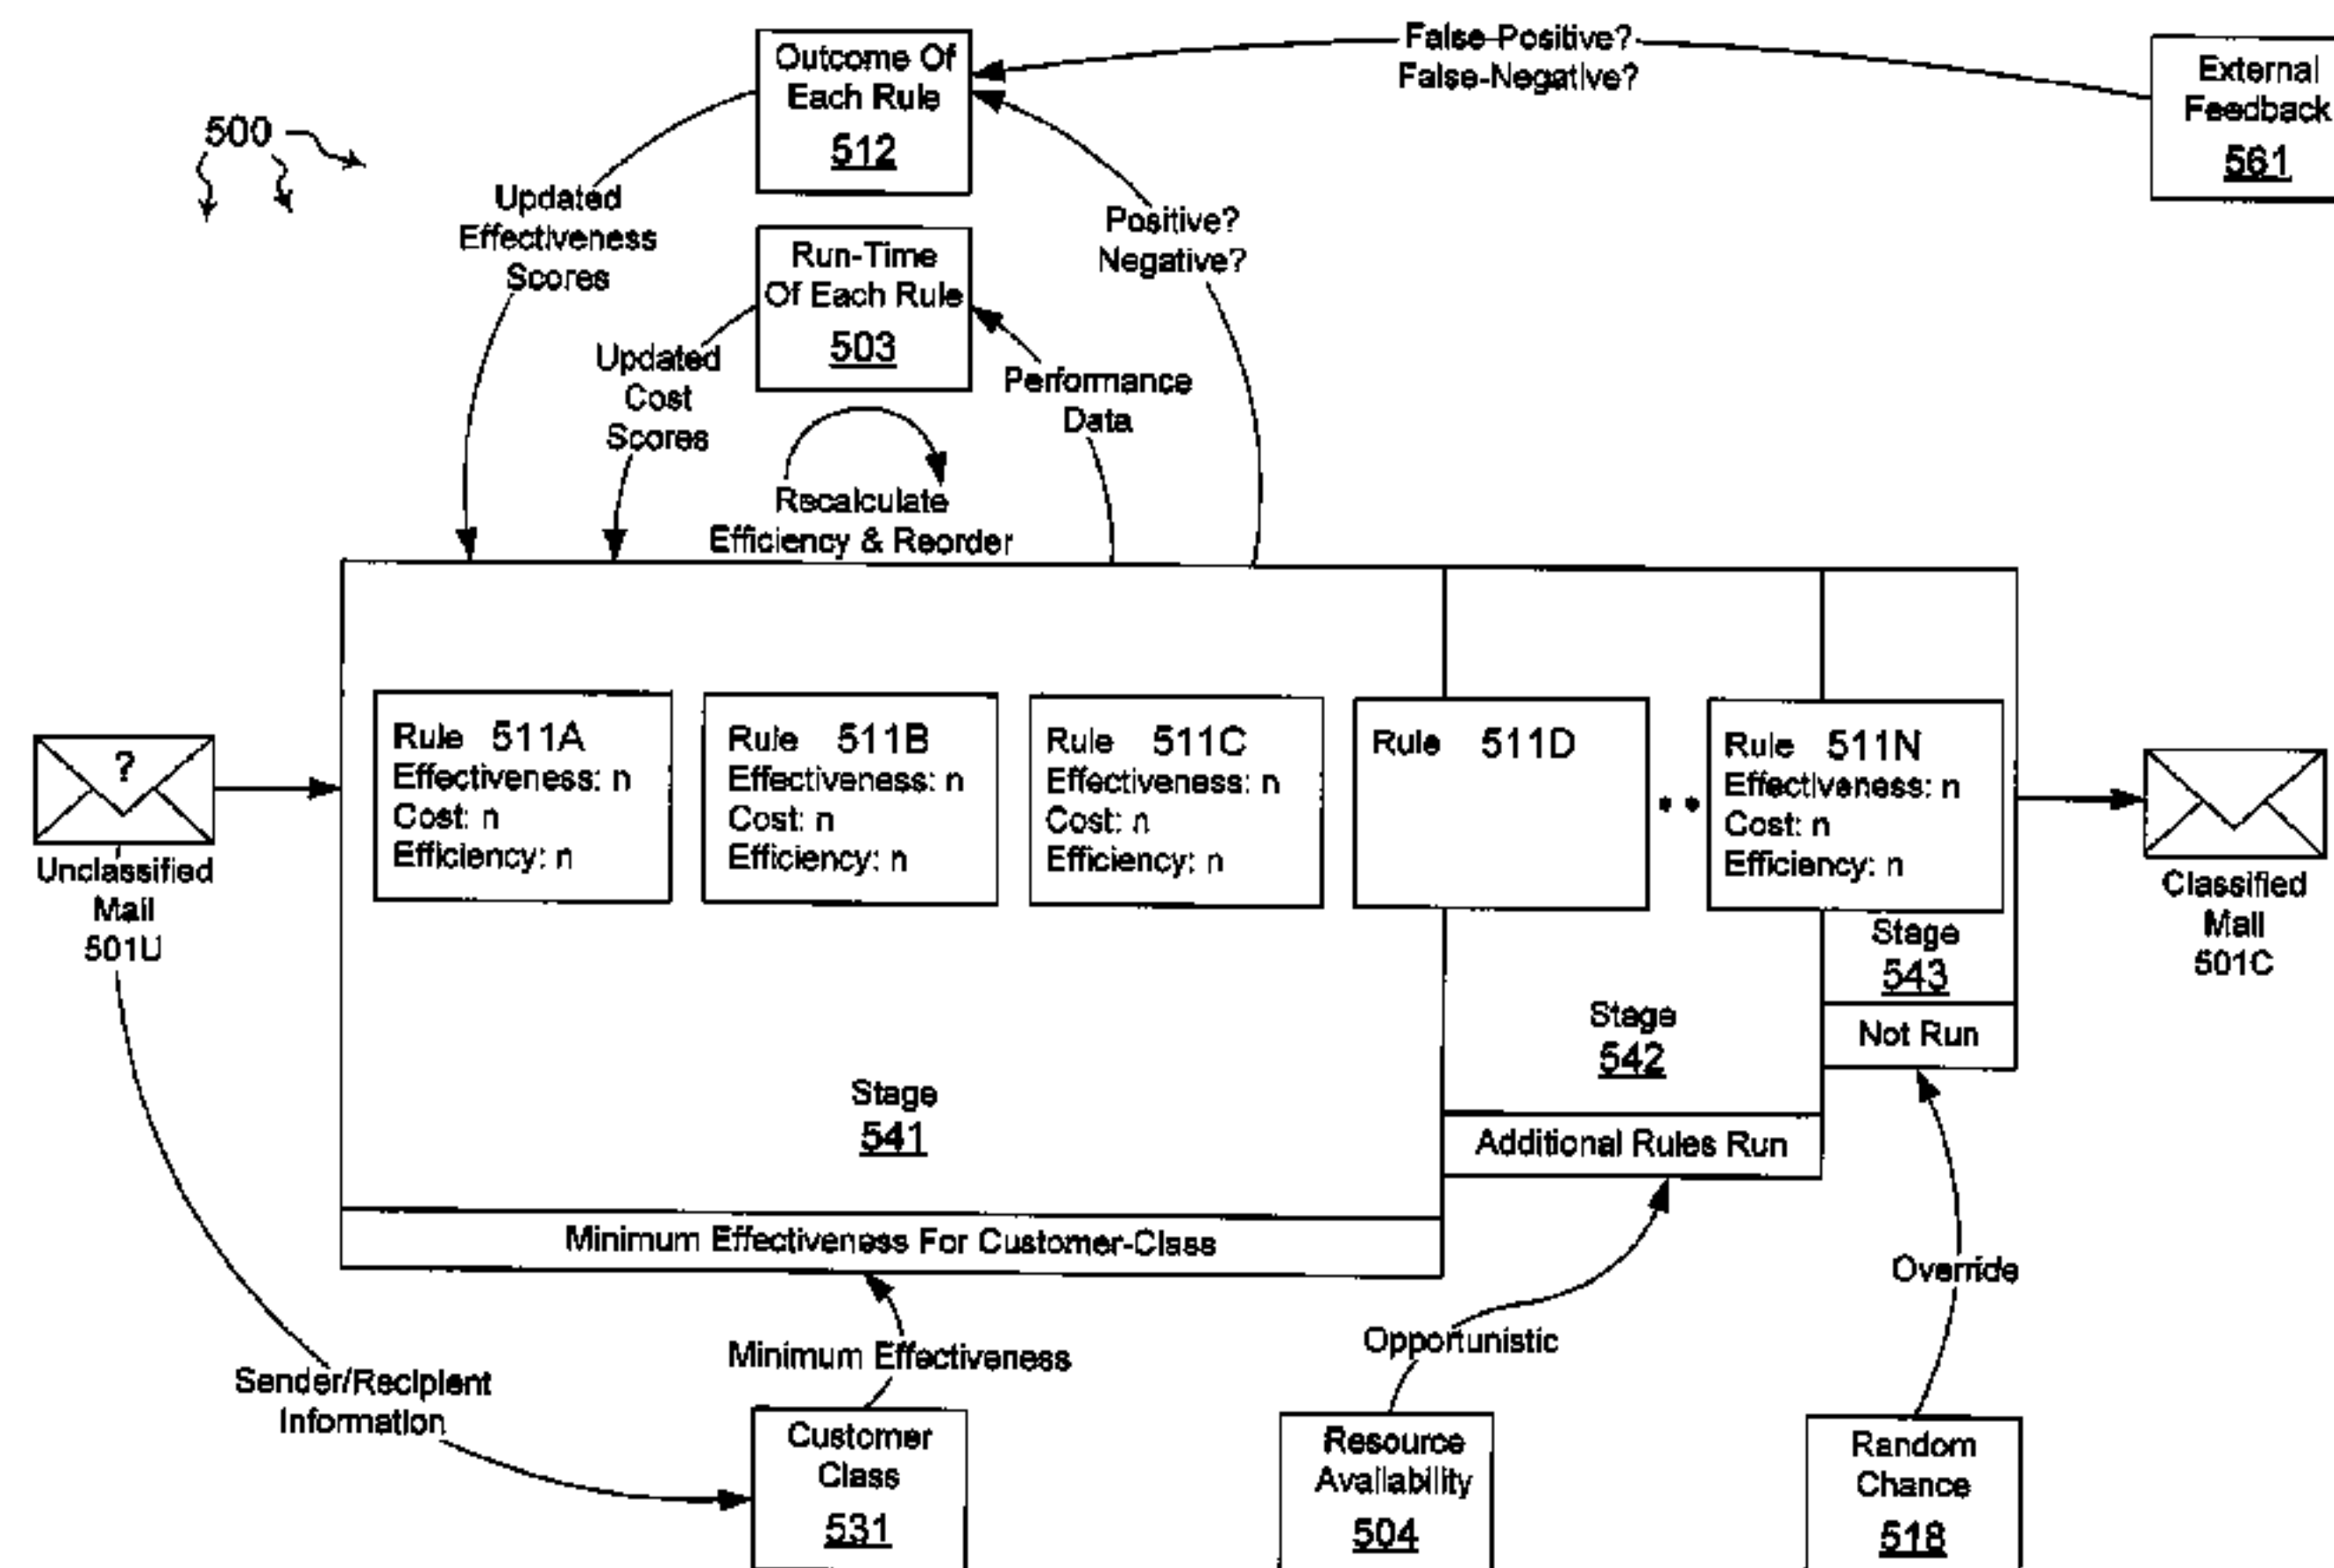 Outcome Of
Each Rule
512
False-Positive?
False-Negative?
External
Feedback
561
500
Updated
Effectiveness
Scores
Positive?
Negative?
Run-Time
Of Each Rule
503
Updated
Cost
Scores
Performance
Data
Recalculate
Efficiency & Reorder
Rule 511A
Effectiveness: n
Cost: n
Efficiency: n
Rule 511B
Effectiveness: n
Cost: n
Efficiency: n
Rule 511C
Effectiveness: n
Cost: n
Efficiency: n
Rule 511D
Rule 511N
Effectiveness: n
Cost: n
Efficiency: n
?
Unclassified
Mail
501U
Classified
Mail
501C
Stage
543
Not Run
Stage
542
Additional Rules Run
Stage
541
Minimum Effectiveness For Customer-Class
Override
Opportunistic
Minimum Effectiveness
Sender/Recipient
Information
Customer
Class
531
Resource
Availability
504
Random
Chance
518